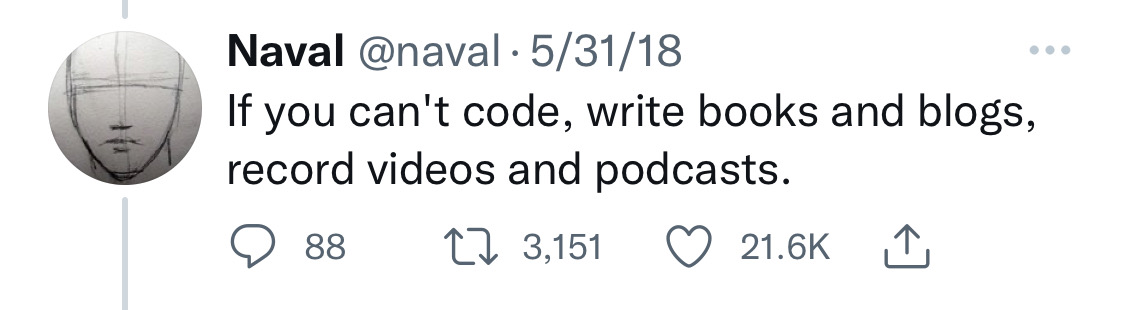 Naval @naval · 5/31/18
If you can't code, write books and blogs,
record videos and podcasts.
88 3,151 21.6K